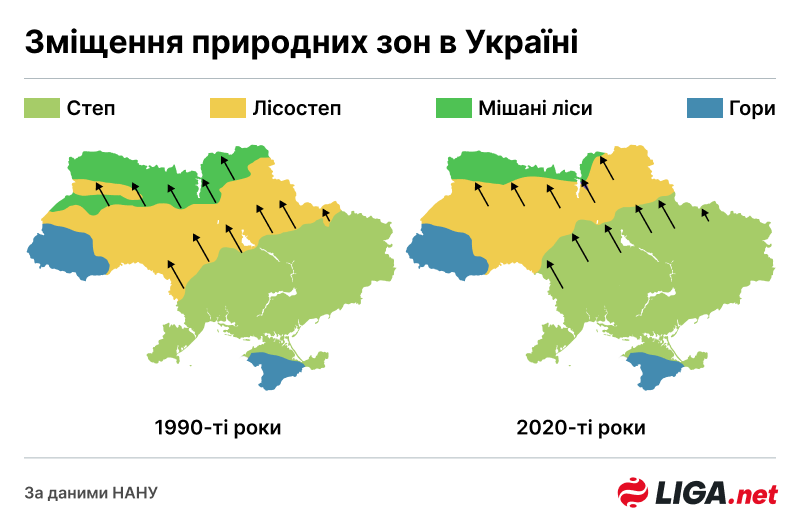 Зміщення природних зон в Україні
Степ
Лісостеп
Мішані ліси
Гори
1990-ті роки
2020-ті роки
За даними НАНУ
LIGA.net